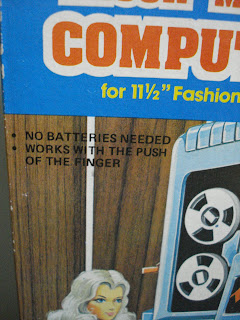 COMPUT
for 11½" Fashion
• NO BATTERIES NEEDED
• WORKS WITH THE PUSH
OF THE FINGER